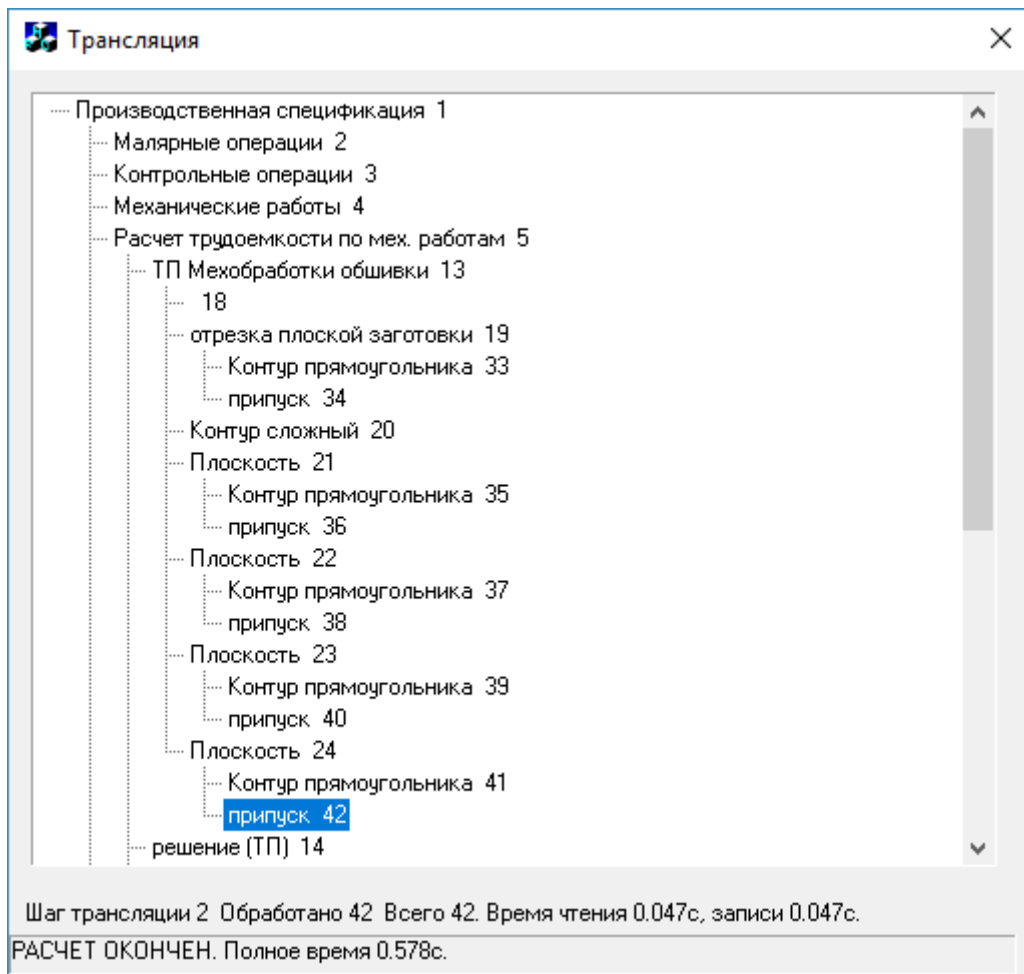 Трансляция
Производственная спецификация 1
Малярные операции 2
Контрольные операции 3
Механические работы 4
Расчет трудоемкости по мех. работам 5
ТП Мехобработки обшивки 13
18
отрезка плоской заготовки 19
Контур прямоугольника 33
припуск 34
Контур сложный 20
Плоскость 21
Контур прямоугольника 35
припуск 36
Плоскость 22
Контур прямоугольника 37
припуск 38
Плоскость 23
Контур прямоугольника 39
припуск 40
Плоскость 24
Контур прямоугольника 41
припуск 42
решение (ТП) 14
Шаг трансляции 2 Обработано 42 Всего 42. Время чтения 0.047с, записи 0.047с.
РАСЧЕТ ОКОНЧЕН. Полное время 0.578с.